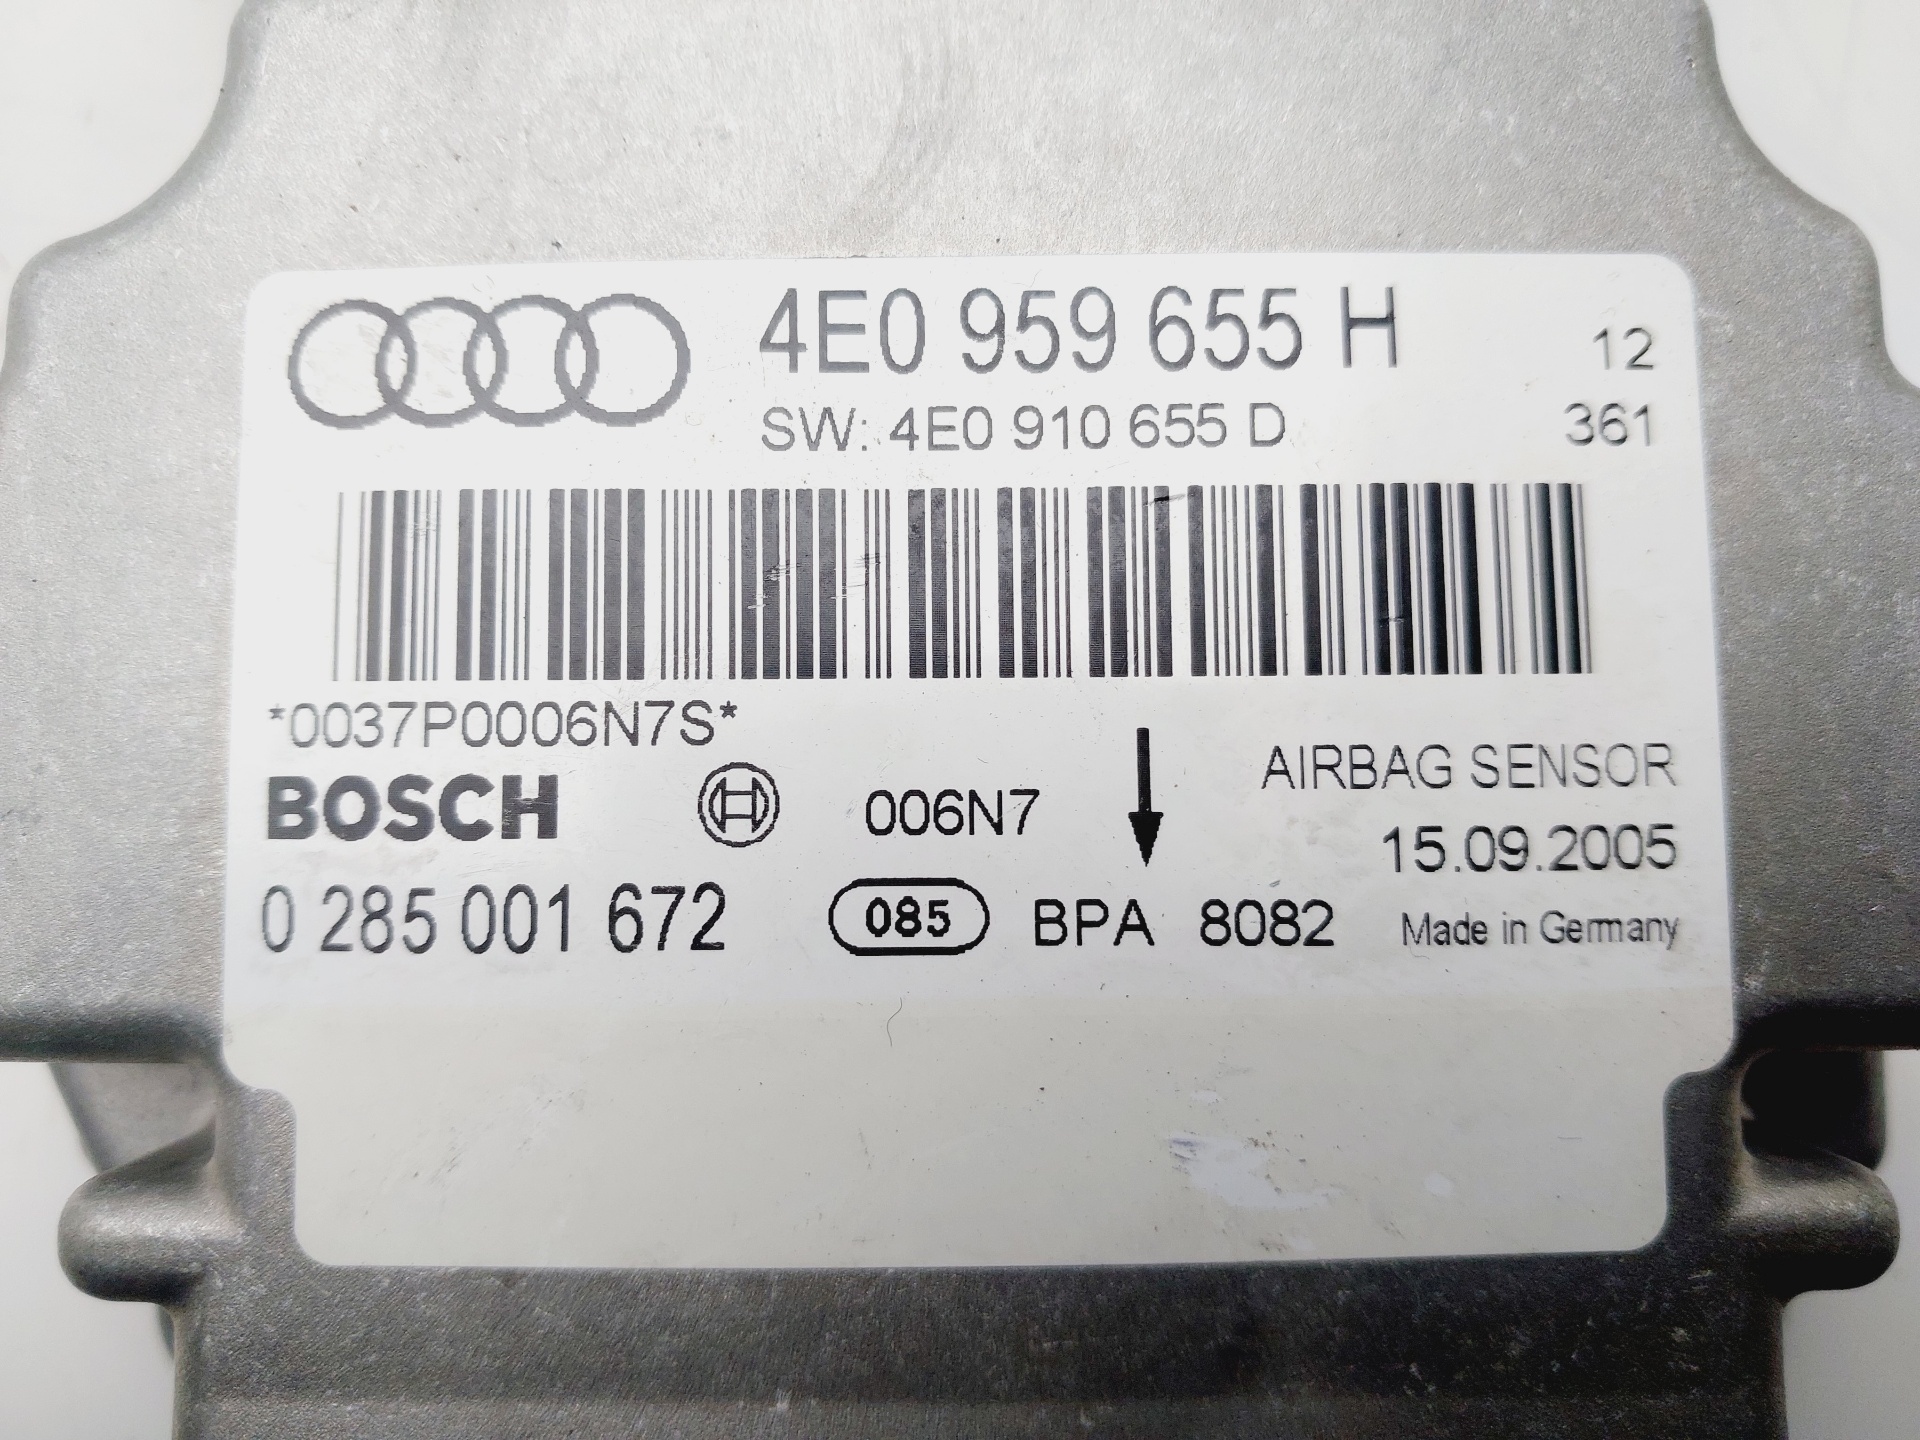 4E0 959 655 H 12
SW: 4E0 910 655 D 361
*0037P0006N7S*
AIRBAG SENSOR
BOSCH 006N7
15.09.2005
0 285 001 672 085 BPA 8082 Made in Germany